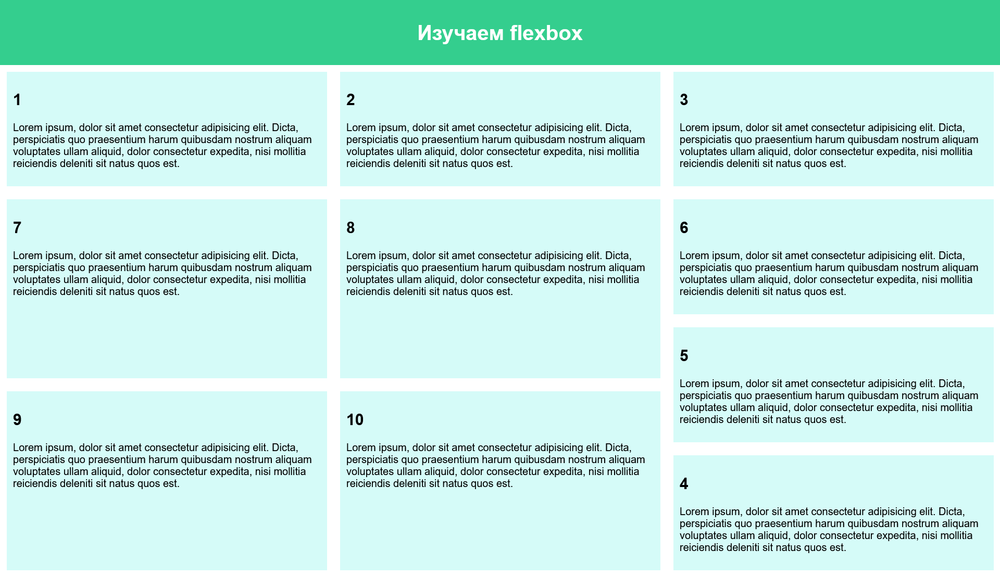 Изучаем flexbox
1
Lorem ipsum, dolor sit amet consectetur adipisicing elit. Dicta,
perspiciatis quo praesentium harum quibusdam nostrum aliquam
voluptates ullam aliquid, dolor consectetur expedita, nisi mollitia
reiciendis deleniti sit natus quos est.
2
Lorem ipsum, dolor sit amet consectetur adipisicing elit. Dicta,
perspiciatis quo praesentium harum quibusdam nostrum aliquam
voluptates ullam aliquid, dolor consectetur expedita, nisi mollitia
reiciendis deleniti sit natus quos est.
3
Lorem ipsum, dolor sit amet consectetur adipisicing elit. Dicta,
perspiciatis quo praesentium harum quibusdam nostrum aliquam
voluptates ullam aliquid, dolor consectetur expedita, nisi mollitia
reiciendis deleniti sit natus quos est.
7
Lorem ipsum, dolor sit amet consectetur adipisicing elit. Dicta,
perspiciatis quo praesentium harum quibusdam nostrum aliquam
voluptates ullam aliquid, dolor consectetur expedita, nisi mollitia
reiciendis deleniti sit natus quos est.
8
Lorem ipsum, dolor sit amet consectetur adipisicing elit. Dicta,
perspiciatis quo praesentium harum quibusdam nostrum aliquam
voluptates ullam aliquid, dolor consectetur expedita, nisi mollitia
reiciendis deleniti sit natus quos est.
6
Lorem ipsum, dolor sit amet consectetur adipisicing elit. Dicta,
perspiciatis quo praesentium harum quibusdam nostrum aliquam
voluptates ullam aliquid, dolor consectetur expedita, nisi mollitia
reiciendis deleniti sit natus quos est.
5
Lorem ipsum, dolor sit amet consectetur adipisicing elit. Dicta,
perspiciatis quo praesentium harum quibusdam nostrum aliquam
voluptates ullam aliquid, dolor consectetur expedita, nisi mollitia
reiciendis deleniti sit natus quos est.
9
Lorem ipsum, dolor sit amet consectetur adipisicing elit. Dicta,
perspiciatis quo praesentium harum quibusdam nostrum aliquam
voluptates ullam aliquid, dolor consectetur expedita, nisi mollitia
reiciendis deleniti sit natus quos est.
10
Lorem ipsum, dolor sit amet consectetur adipisicing elit. Dicta,
perspiciatis quo praesentium harum quibusdam nostrum aliquam
voluptates ullam aliquid, dolor consectetur expedita, nisi mollitia
reiciendis deleniti sit natus quos est.
4
Lorem ipsum, dolor sit amet consectetur adipisicing elit. Dicta,
perspiciatis quo praesentium harum quibusdam nostrum aliquam
voluptates ullam aliquid, dolor consectetur expedita, nisi mollitia
reiciendis deleniti sit natus quos est.